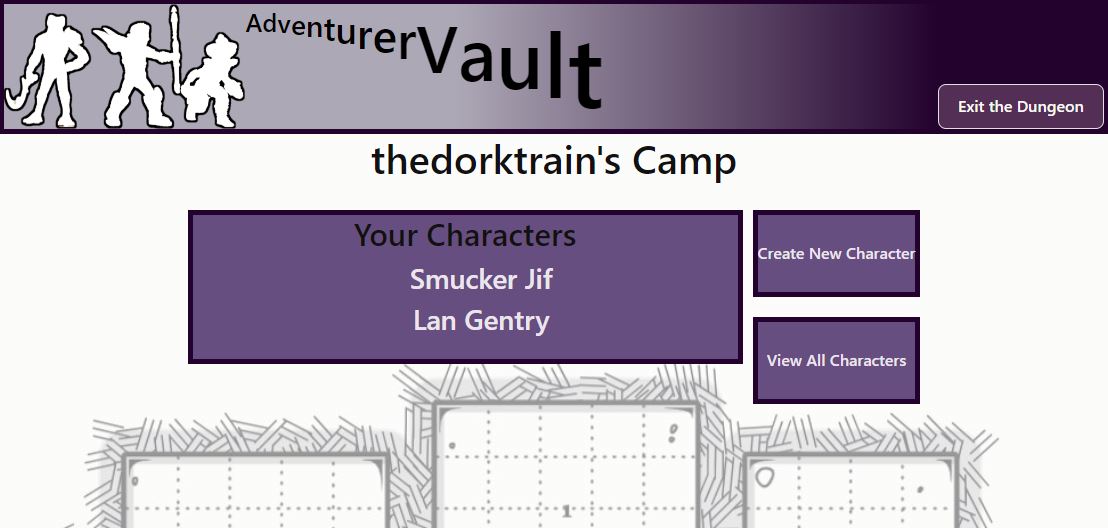 AdventurerVault
Exit the Dungeon
thedorktrain's Camp
Your Characters
Smucker Jif
Lan Gentry
Create New Character
View All Characters
1